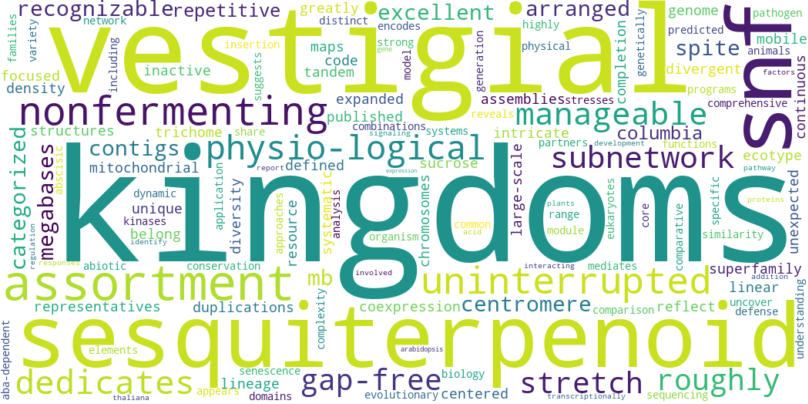 recognizable
repetitive
network
greatly
excellent
arranged
genome
pathogen
families
variety
including
vestigial
distinct
encodes
strong
gene
highly
physical
genetically
predicted
mobile
animals
snf
continuous
focused
inactive
maps
code
suggests
insertion
model
generation
completion
spite
divergent
factors
density
tandem
expanded
assemblies
stresses
programs
comprehensive
nonfermenting
published
reveals
manageable
structures
trichome
share
combinations
signaling
systems
intricate
columbia
categorized
abscisic
megabases
contigs
physio-logical
defined
partners
development
functions
ecotype
unexpected
mitochondrial
report
sucrose
subnetwork
pathway
kingdoms
dynamic
expression
large-scale
unique
application
diversity
resource
approaches
systematic
analysis
chromosomes
plants
range
eukaryotes
core
comparative
specific
proteins
kinases
belong
organism
common
acid
module
similarity
regulation
identify
responses
abiotic
conservation
involved
interacting
mediates
superfamily
addition
understanding
assortment
mb
uninterrupted
linear
uncover
representatives
duplications
complexity
coexpression
centromere
comparison
reflect
defense
sesquiterpenoid
aba-dependent
elements
arabidopsis
dedicates
senescence
lineage
domains
gap-free
biology
evolutionary
centered
stretch
roughly
sequencing
thaliana
transcriptionally